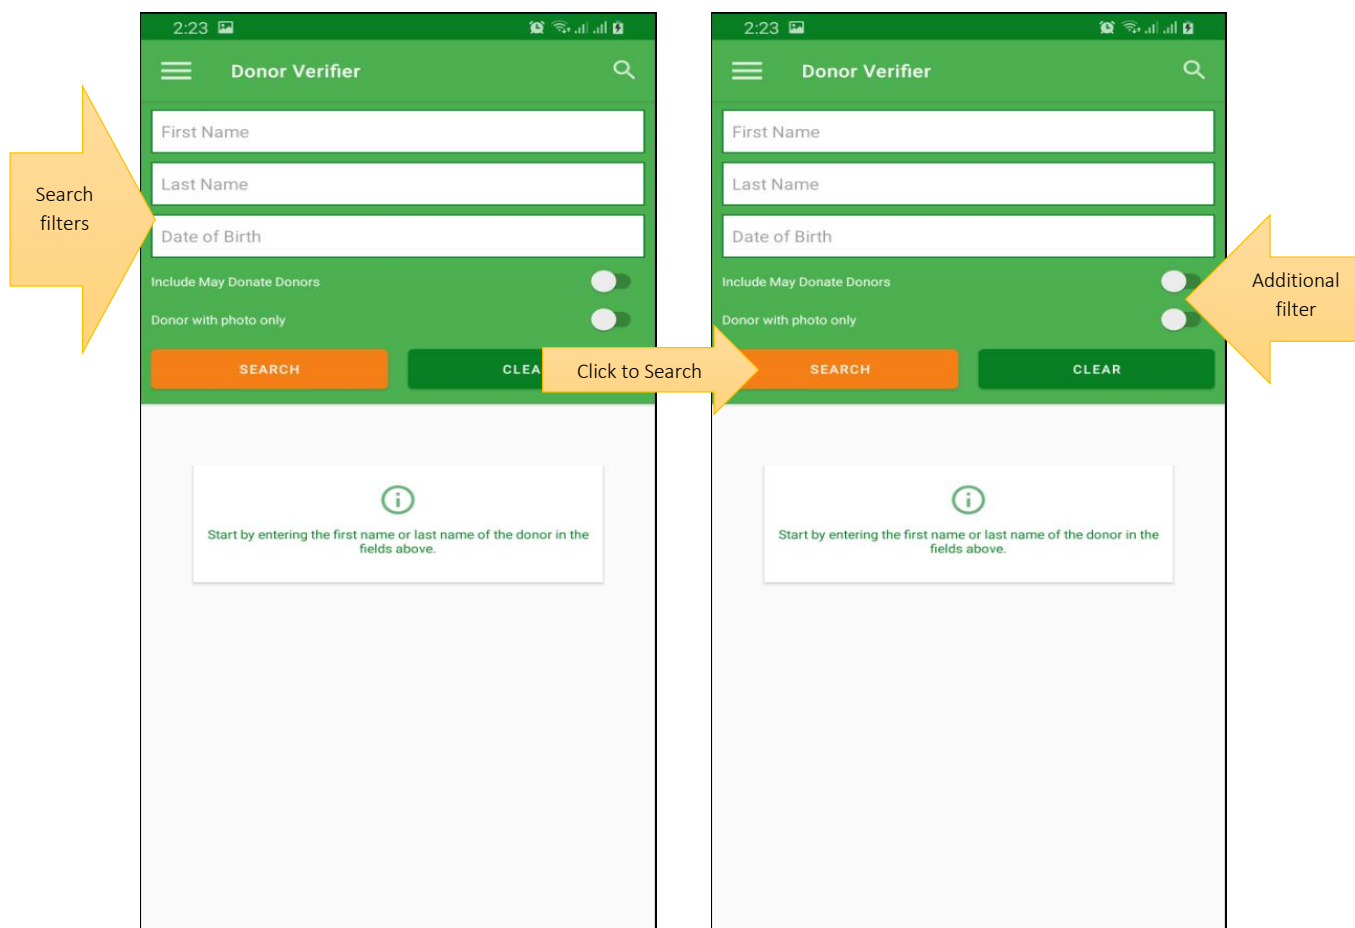 2:23
Donor Verifier
First Name
Last Name
Date of Birth
Include May Donate Donors
Donor with photo only
SEARCH
CLEA
Start by entering the first name or last name of the donor in the
fields above.
Search
filters
Click to Search
2:23
Donor Verifier
First Name
Last Name
Date of Birth
Include May Donate Donors
Donor with photo only
SEARCH
CLEAR
Start by entering the first name or last name of the donor in the
fields above.
Additional
filter